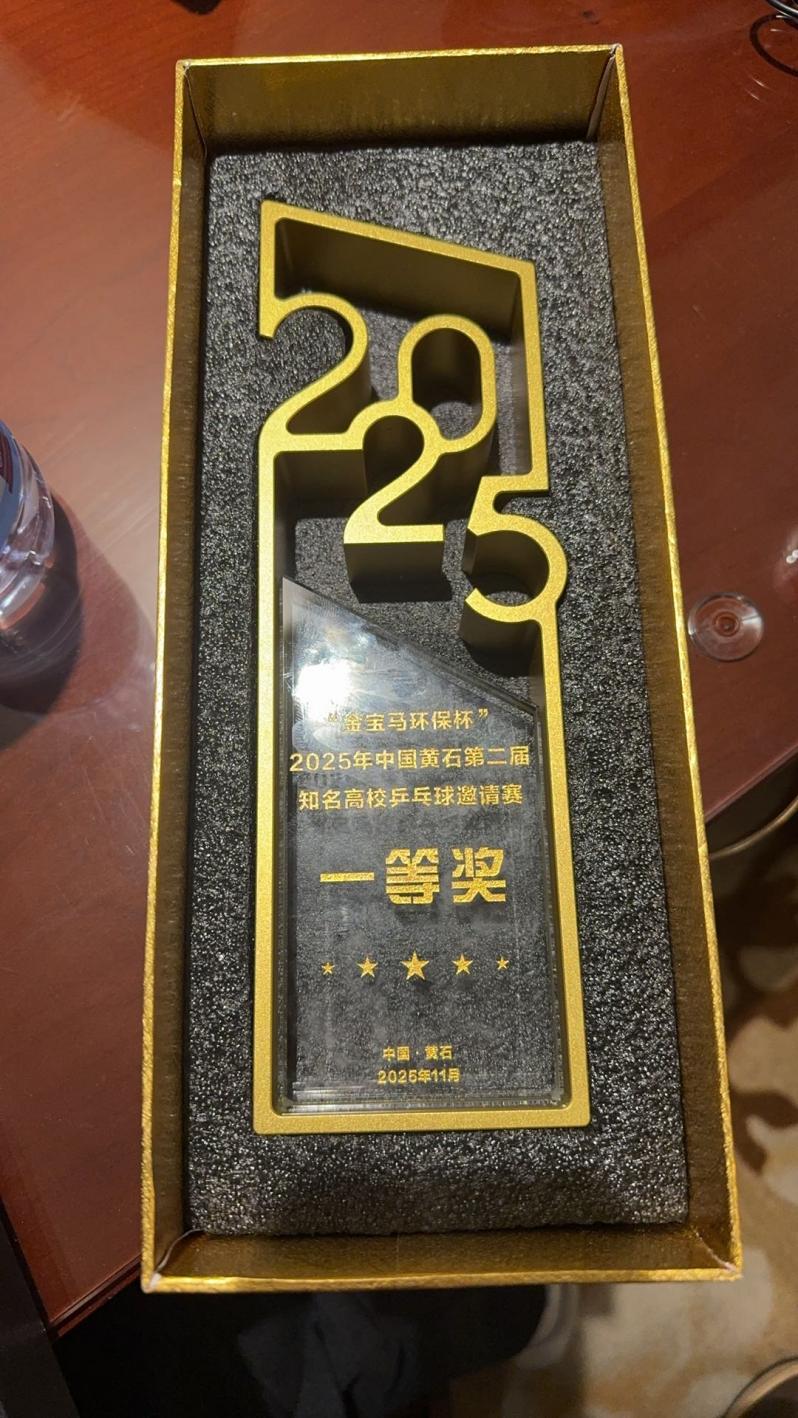 2025
“金宝马环保杯”
2025年中国黄石第二届
知名高校乒乓球邀请赛
一等奖
中国·黄石
2025年11月